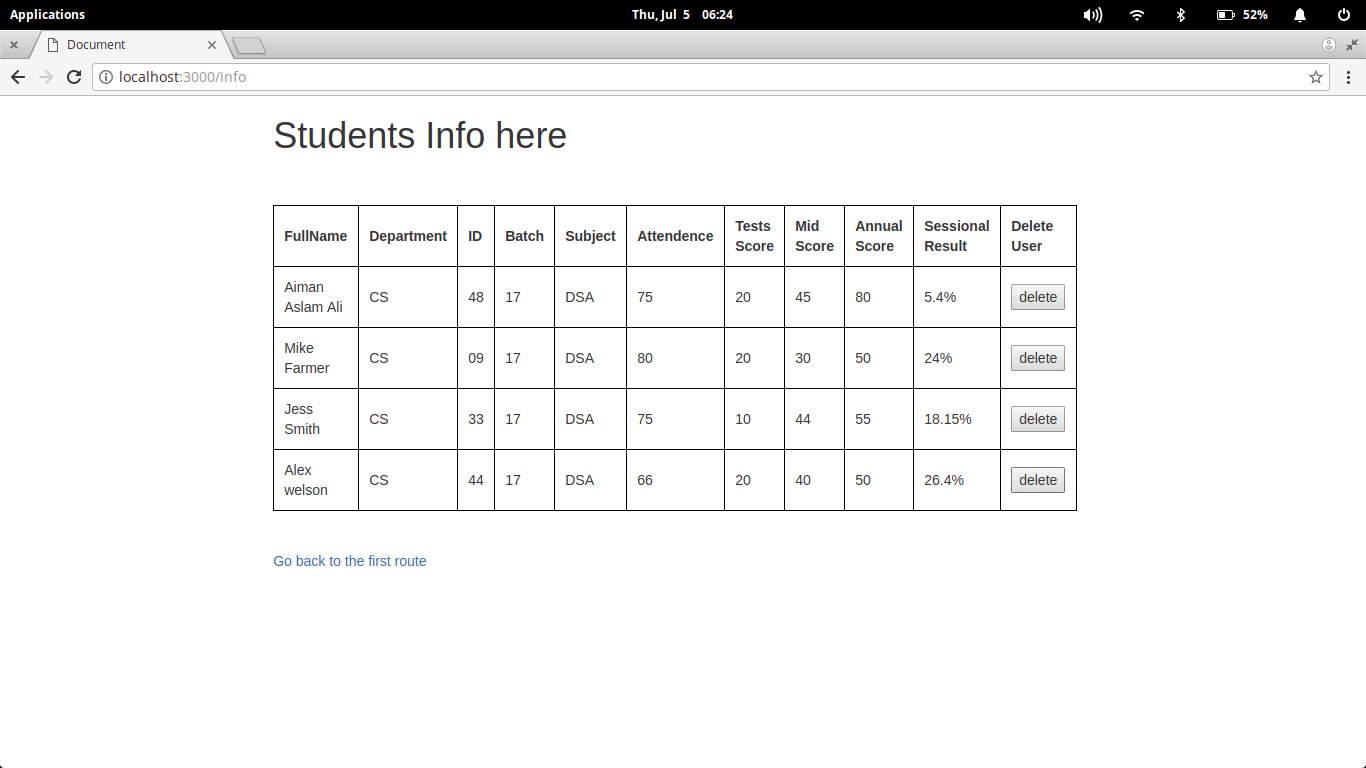 Applications
Thu, Jul 5 06:24
52%
Document
localhost:3000/info
Students Info here
FullName Department ID Batch Subject Attendence Tests Score Mid Score Annual Score Sessional Result Delete User
Aiman Aslam Ali CS 48 17 DSA 75 20 45 80 5.4% delete
Mike Farmer CS 09 17 DSA 80 20 30 50 24% delete
Jess Smith CS 33 17 DSA 75 10 44 55 18.15% delete
Alex welson CS 44 17 DSA 66 20 40 50 26.4% delete
Go back to the first route